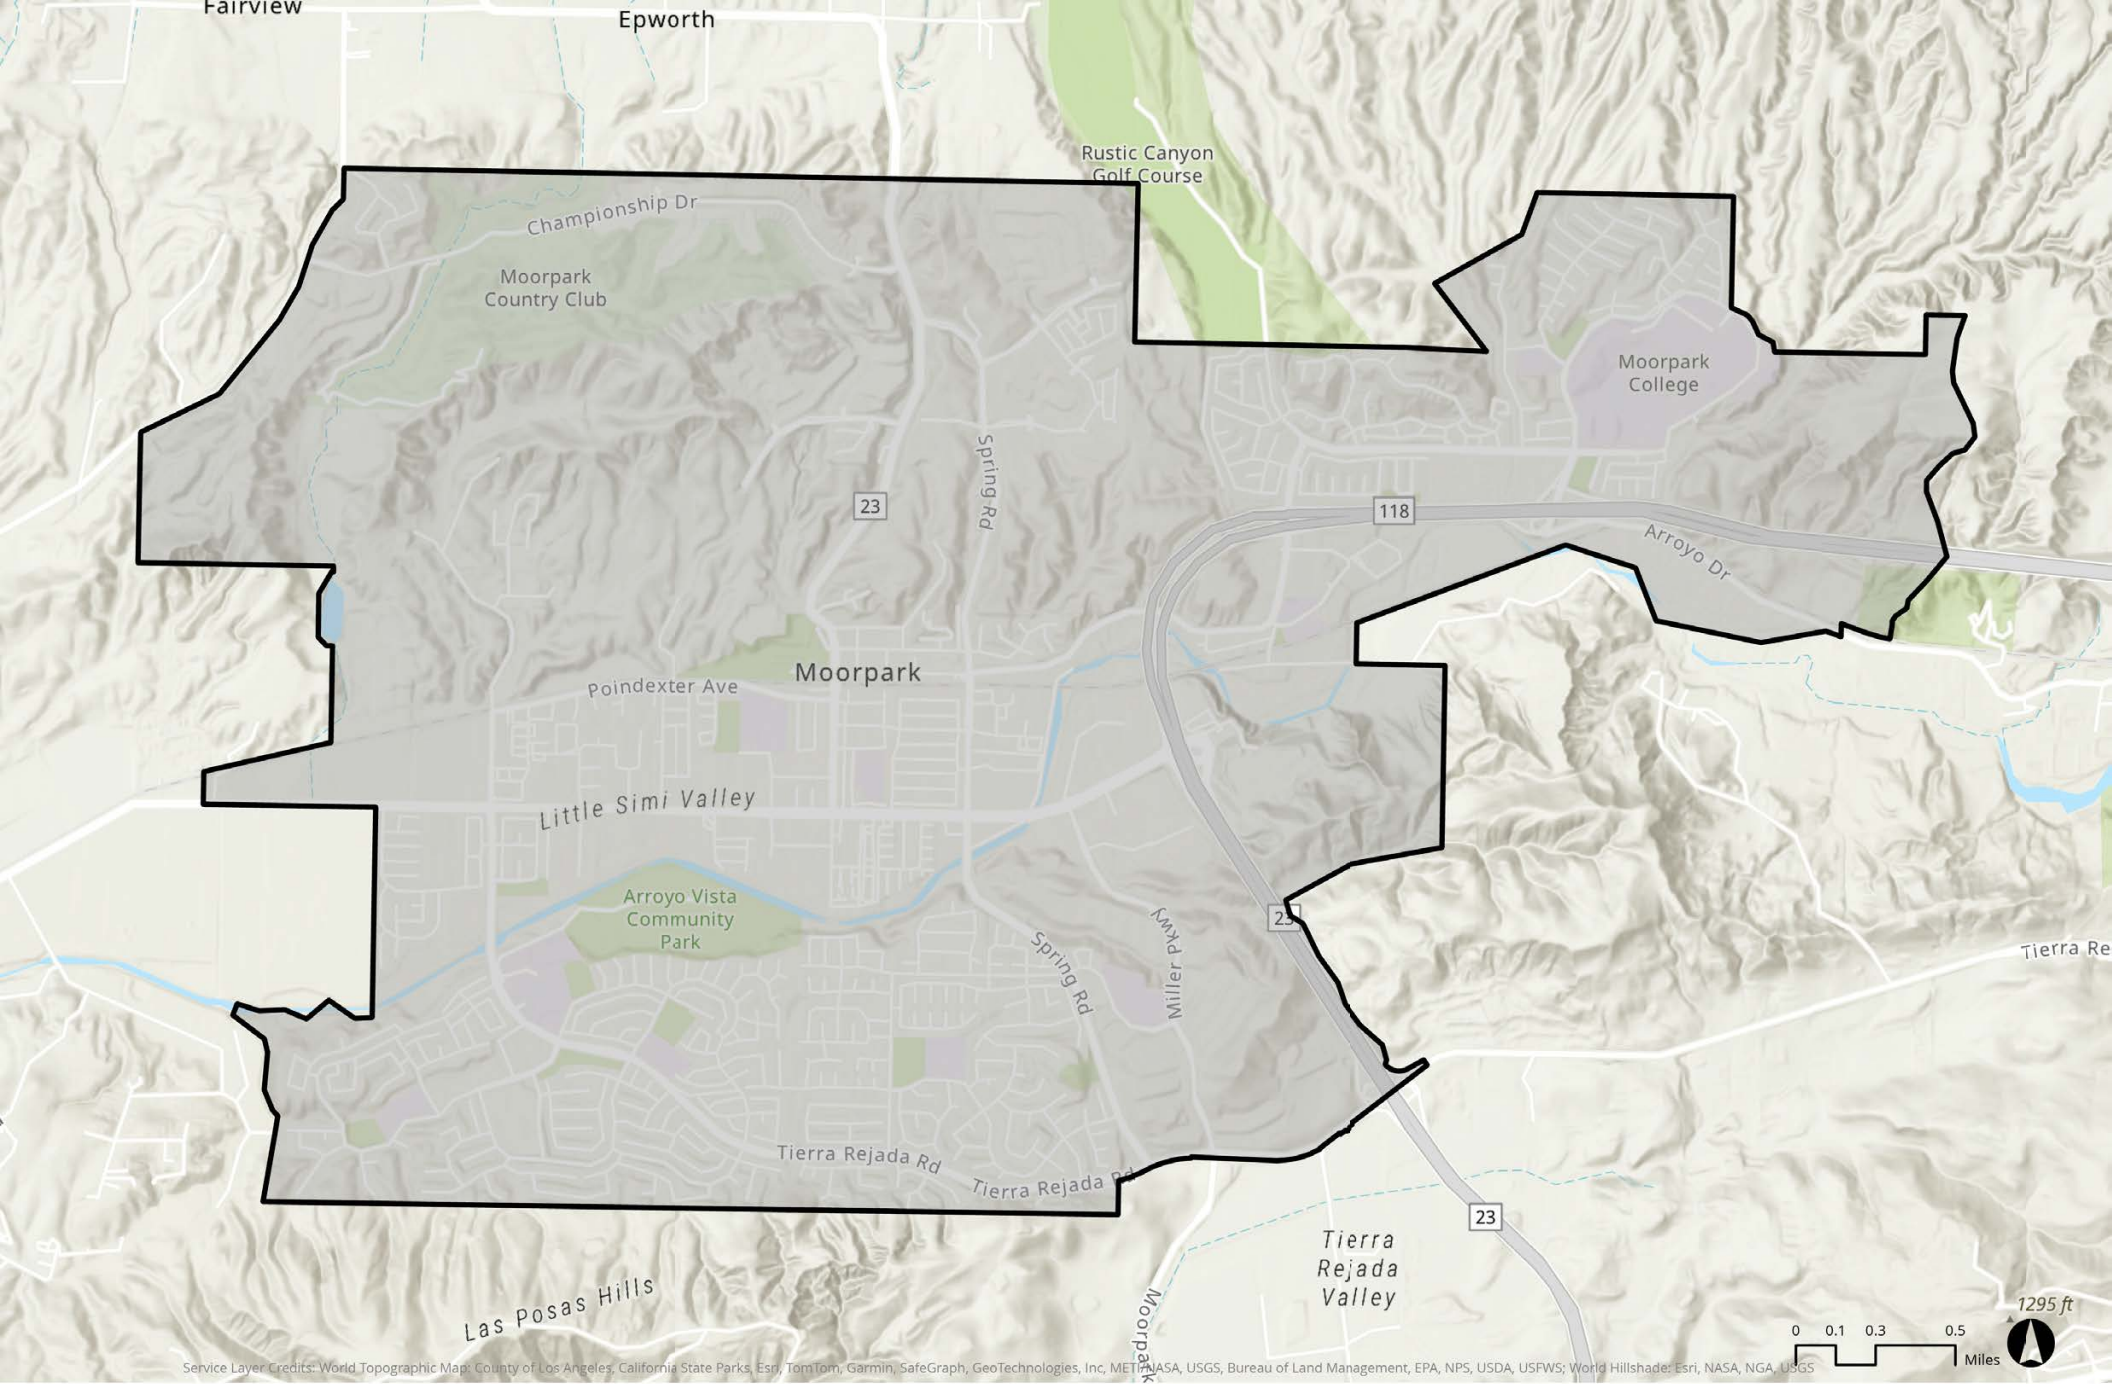 Fairview
Epworth
Rustic Canyon
Golf Course
Championship Dr
Moorpark
Country Club
Moorpark
College
Spring Rd
23
118
Arroyo Dr
Moorpark
Poindexter Ave
Little Simi Valley
Arroyo Vista
Community
Park
23
Miller Pkwy
Spring Rd
Tierra Re
Tierra Rejada Rd
Tierra Rejada Rd
23
Tierra
Rejada
Valley
Las Posas Hills
Moorpark
1295 ft
0 0.1 0.3 0.5
Miles
Service Layer Credits: World Topographic Map: County of Los Angeles, California State Parks, Esri, TomTom, Garmin, SafeGraph, GeoTechnologies, Inc, METI/NASA, USGS, Bureau of Land Management, EPA, NPS, USDA, USFWS; World Hillshade: Esri, NASA, NGA, USGS